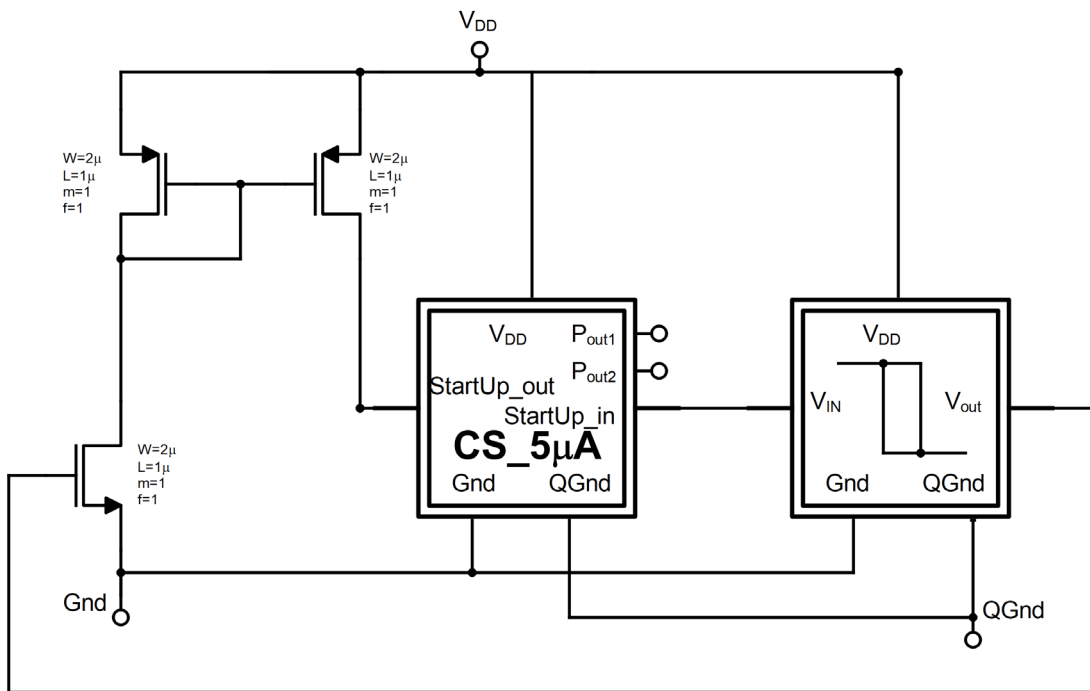 VDD
W=2μ
L=1μ
m=1
f=1
W=2μ
L=1μ
m=1
f=1
VDD
Pout1
Pout2
StartUp_out
StartUp_in
CS_5μA
Gnd
QGnd
VDD
VIN
Vout
Gnd
QGnd
W=2μ
L=1μ
m=1
f=1
Gnd
QGnd